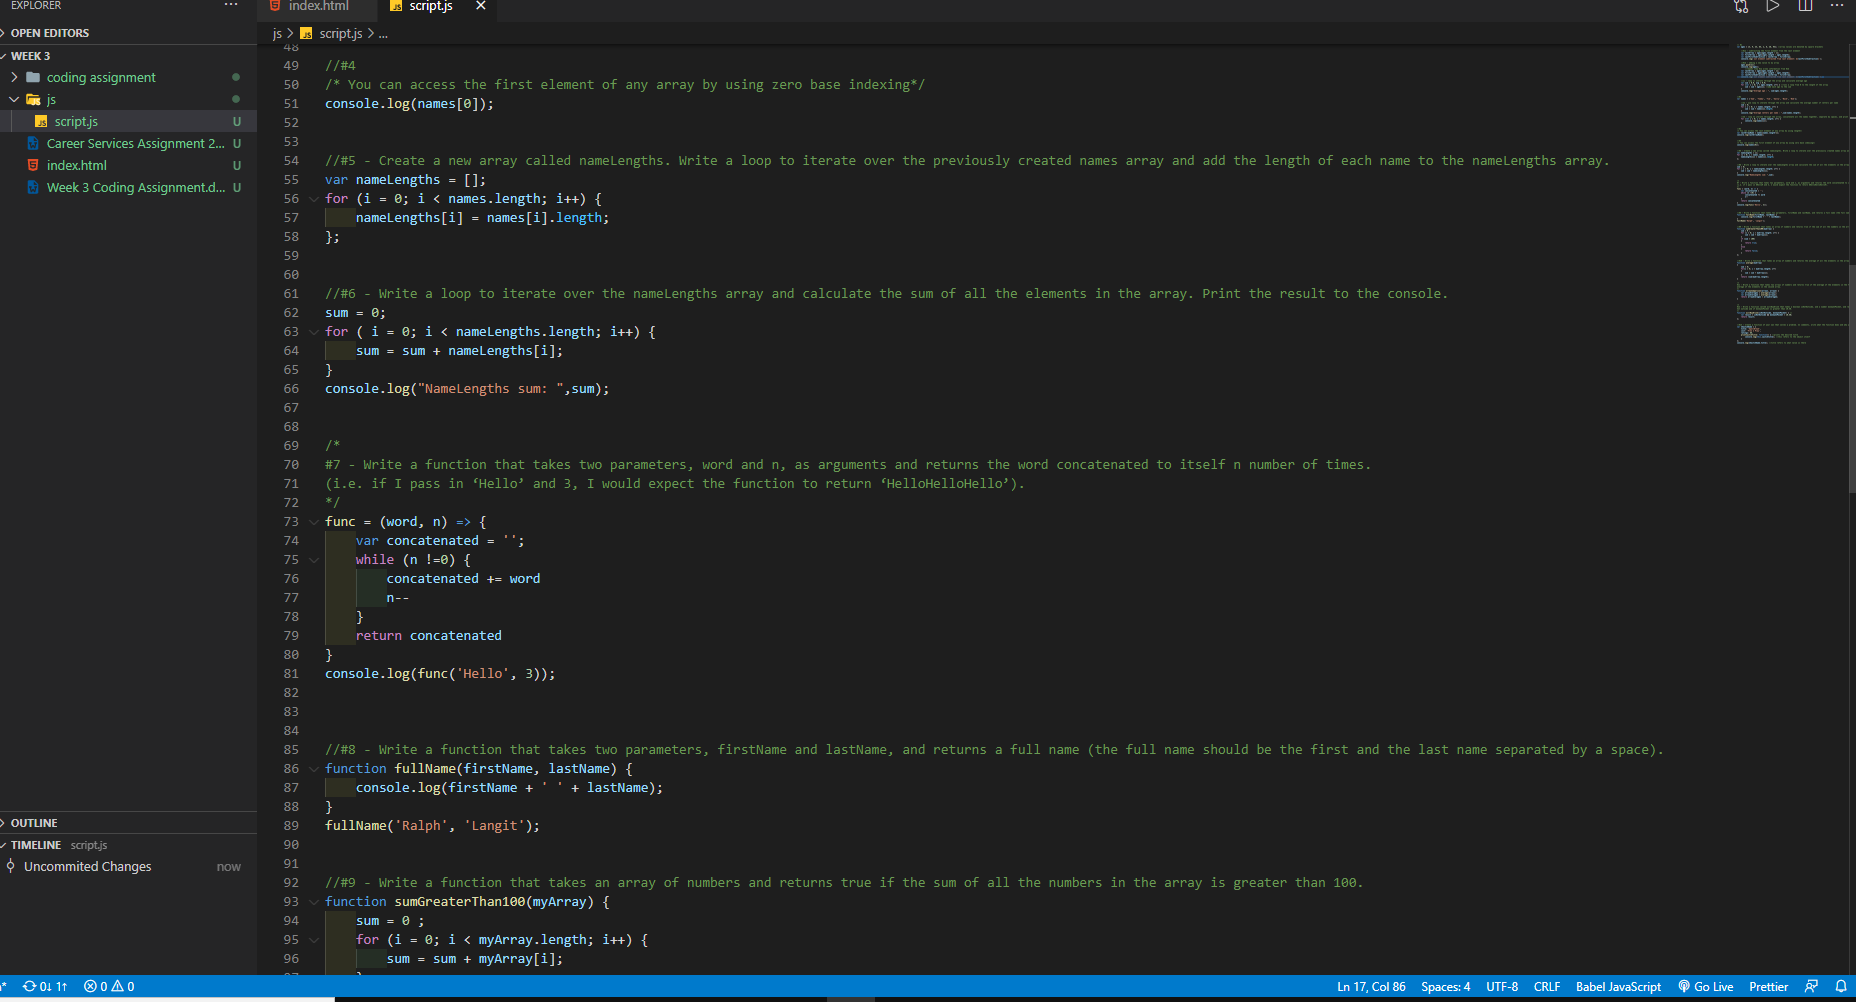 EXPLORER
···
index.html
script.js
OPEN EDITORS
js > script.js > ...
WEEK 3
coding assignment
js
script.js U
Career Services Assignment 2... U
index.html U
Week 3 Coding Assignment.d... U
48
49 //#4
50 /* You can access the first element of any array by using zero base indexing*/
51 console.log(names[0]);
52
53
54 //#5 - Create a new array called nameLengths. Write a loop to iterate over the previously created names array and add the length of each name to the nameLengths array.
55 var nameLengths = [];
56 for (i = 0; i < names.length; i++) {
57 nameLengths[i] = names[i].length;
58 };
59
60
61 //#6 - Write a loop to iterate over the nameLengths array and calculate the sum of all the elements in the array. Print the result to the console.
62 sum = 0;
63 for ( i = 0; i < nameLengths.length; i++) {
64 sum = sum + nameLengths[i];
65 }
66 console.log("NameLengths sum: ",sum);
67
68
69 /*
70 #7 - Write a function that takes two parameters, word and n, as arguments and returns the word concatenated to itself n number of times.
71 (i.e. if I pass in ‘Hello’ and 3, I would expect the function to return ‘HelloHelloHello’).
72 */
73 func = (word, n) => {
74 var concatenated = '';
75 while (n !=0) {
76 concatenated += word
77 n--
78 }
79 return concatenated
80 }
81 console.log(func('Hello', 3));
82
83
84
85 //#8 - Write a function that takes two parameters, firstName and lastName, and returns a full name (the full name should be the first and the last name separated by a space).
86 function fullName(firstName, lastName) {
87 console.log(firstName + ' ' + lastName);
88 }
89 fullName('Ralph', 'Langit');
90
91
92 //#9 - Write a function that takes an array of numbers and returns true if the sum of all the numbers in the array is greater than 100.
93 function sumGreaterThan100(myArray) {
94 sum = 0 ;
95 for (i = 0; i < myArray.length; i++) {
96 sum = sum + myArray[i];
97 }
OUTLINE
TIMELINE script.js
Uncommited Changes now
0↓ 1↑ 0 0
Ln 17, Col 86 Spaces: 4 UTF-8 CRLF Babel JavaScript Go Live Prettier